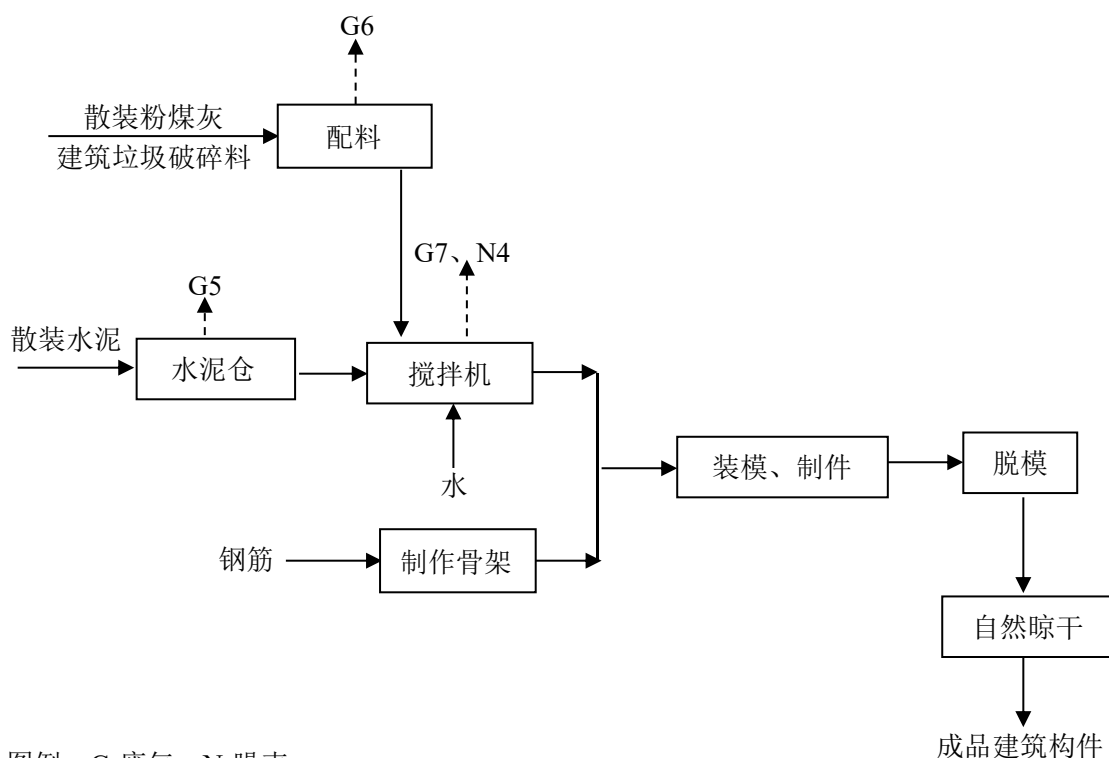 G6
散装粉煤灰
建筑垃圾破碎料
配料
G7、N4
G5
散装水泥
水泥仓
搅拌机
水
钢筋
制作骨架
装模、制件
脱模
自然晾干
成品建筑构件